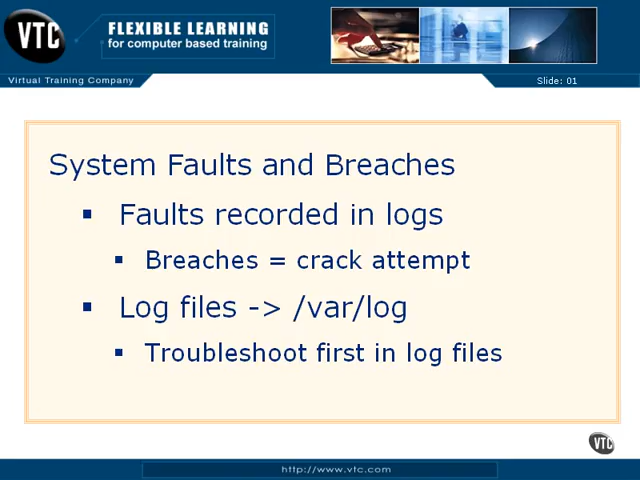 VTC
FLEXIBLE LEARNING
for computer based training
Virtual Training Company
Slide: 01
System Faults and Breaches
Faults recorded in logs
Breaches = crack attempt
Log files -> /var/log
Troubleshoot first in log files
VTC
http://www.vtc.com